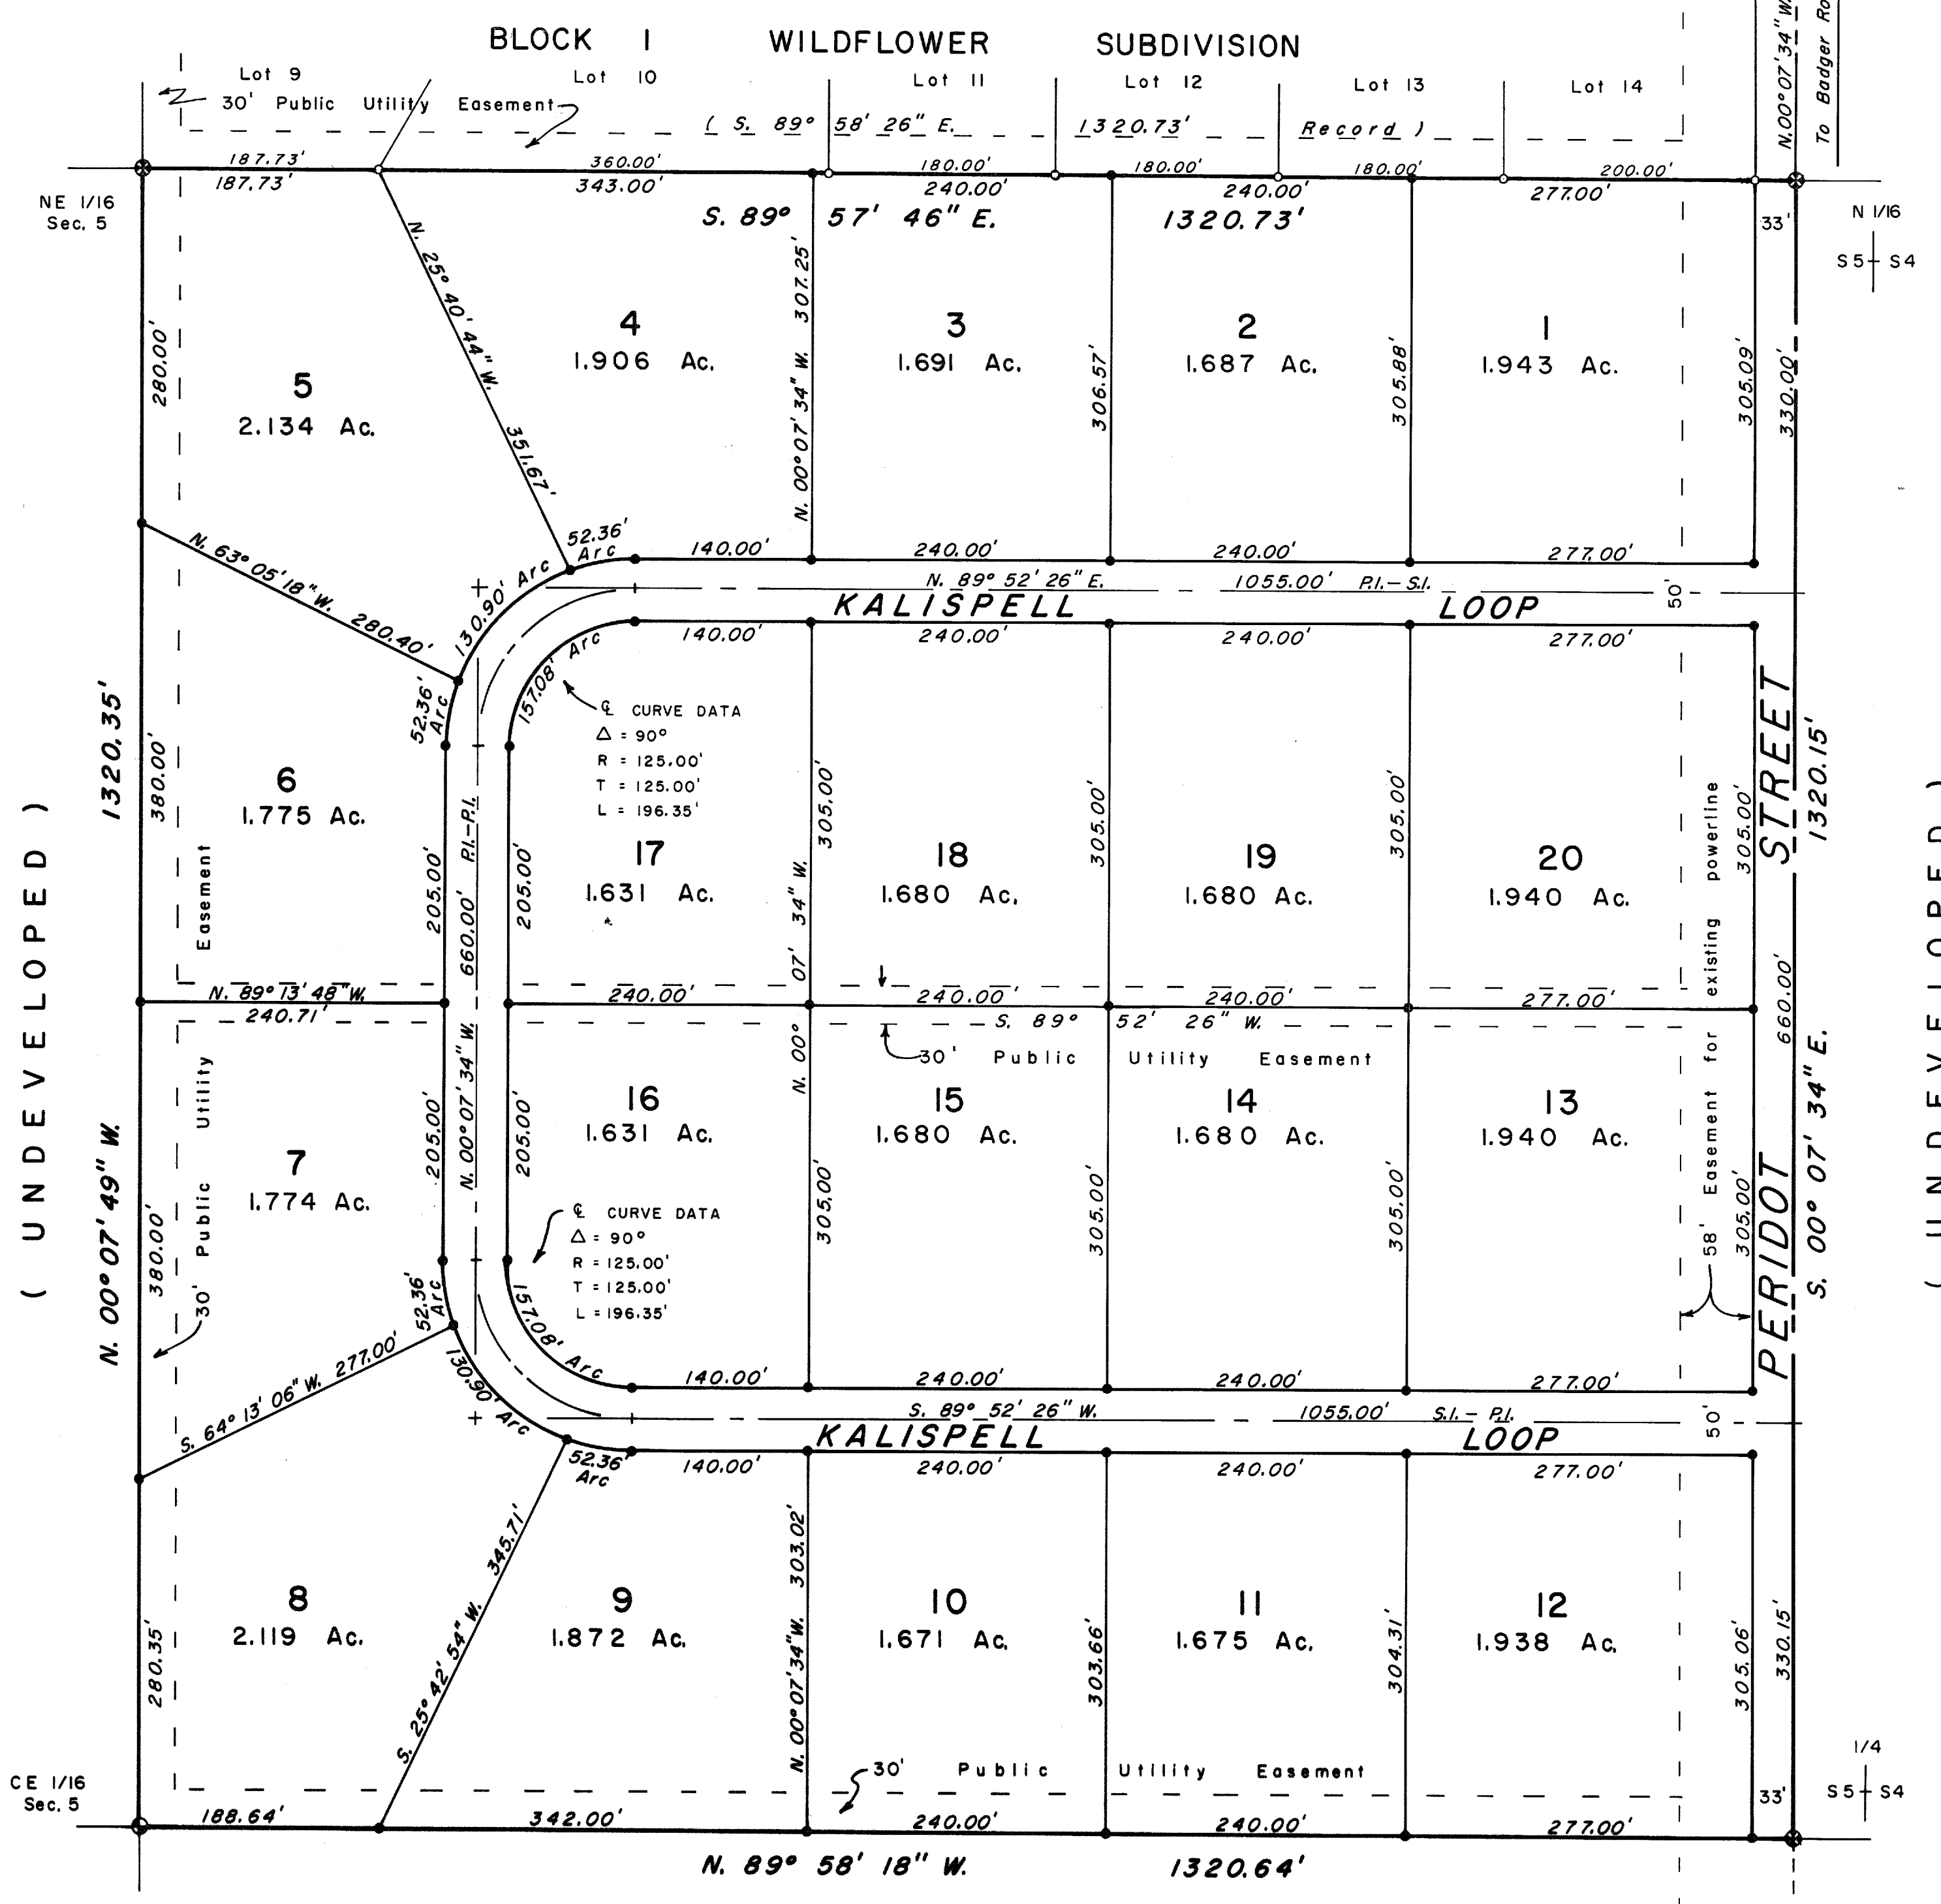 BLOCK 1 WILDFLOWER SUBDIVISION
Lot 9 Lot 10 Lot 11 Lot 12 Lot 13 Lot 14
30' Public Utility Easement
( S. 89° 58' 26" E. 1320.73' Record )
N.00°07'34"W.
To Badger
187.73' 360.00' 180.00' 180.00' 180.00' 200.00'
187.73' 343.00' 240.00' 240.00' 277.00'
S. 89° 57' 46" E. 1320.73'
NE 1/16
Sec. 5
N 1/16
S5 S4
33'
280.00'
5
2.134 Ac.
N. 25° 40' 44" W. 351.67'
4
1.906 Ac.
N. 00° 07' 34" W. 307.25'
3
1.691 Ac.
306.57'
2
1.687 Ac.
305.88'
1
1.943 Ac.
305.09'
330.00'
N. 63° 05' 18" W. 280.40'
130.90' Arc
52.36'
Arc
140.00' 240.00' 240.00' 277.00'
N. 89° 52' 26" E. 1055.00' P.I.-S.I.
KALISPELL LOOP
50'
140.00' 240.00' 240.00' 277.00'
52.36'
Arc
157.08' Arc
℄ CURVE DATA
Δ = 90°
R = 125.00'
T = 125.00'
L = 196.35'
1320.35'
380.00'
6
1.775 Ac.
Easement
205.00'
660.00' P.I.-P.I.
205.00'
17
1.631 Ac.
305.00'
18
1.680 Ac.
305.00'
19
1.680 Ac.
305.00'
20
1.940 Ac.
305.00'
PERIDOT STREET
1320.15'
( UNDEVELOPED )
N. 89° 13' 48" W.
240.71'
240.00' 240.00' 240.00' 277.00'
S. 89° 52' 26" W.
30' Public Utility Easement
N. 00° 07' 34" W.
58' Easement for existing powerline
660.00'
S. 00° 07' 34" E.
N. 00° 07' 49" W.
380.00'
30' Public Utility
7
1.774 Ac.
205.00'
N. 00° 07' 34" W.
205.00'
16
1.631 Ac.
305.00'
15
1.680 Ac.
305.00'
14
1.680 Ac.
305.00'
13
1.940 Ac.
305.00'
℄ CURVE DATA
Δ = 90°
R = 125.00'
T = 125.00'
L = 196.35'
52.36'
Arc
157.08' Arc
S. 64° 13' 06" W. 277.00'
130.90' Arc
140.00' 240.00' 240.00' 277.00'
S. 89° 52' 26" W. 1055.00' S.I.-P.I.
KALISPELL LOOP
50'
52.36'
Arc
140.00' 240.00' 240.00' 277.00'
280.35'
8
2.119 Ac.
S. 25° 42' 54" W. 345.71'
9
1.872 Ac.
N. 00° 07' 34" W. 303.02'
10
1.671 Ac.
303.66'
11
1.675 Ac.
304.31'
12
1.938 Ac.
305.06'
330.15'
30' Public Utility Easement
CE 1/16
Sec. 5
33'
1/4
S5 S4
188.64' 342.00' 240.00' 240.00' 277.00'
N. 89° 58' 18" W. 1320.64'